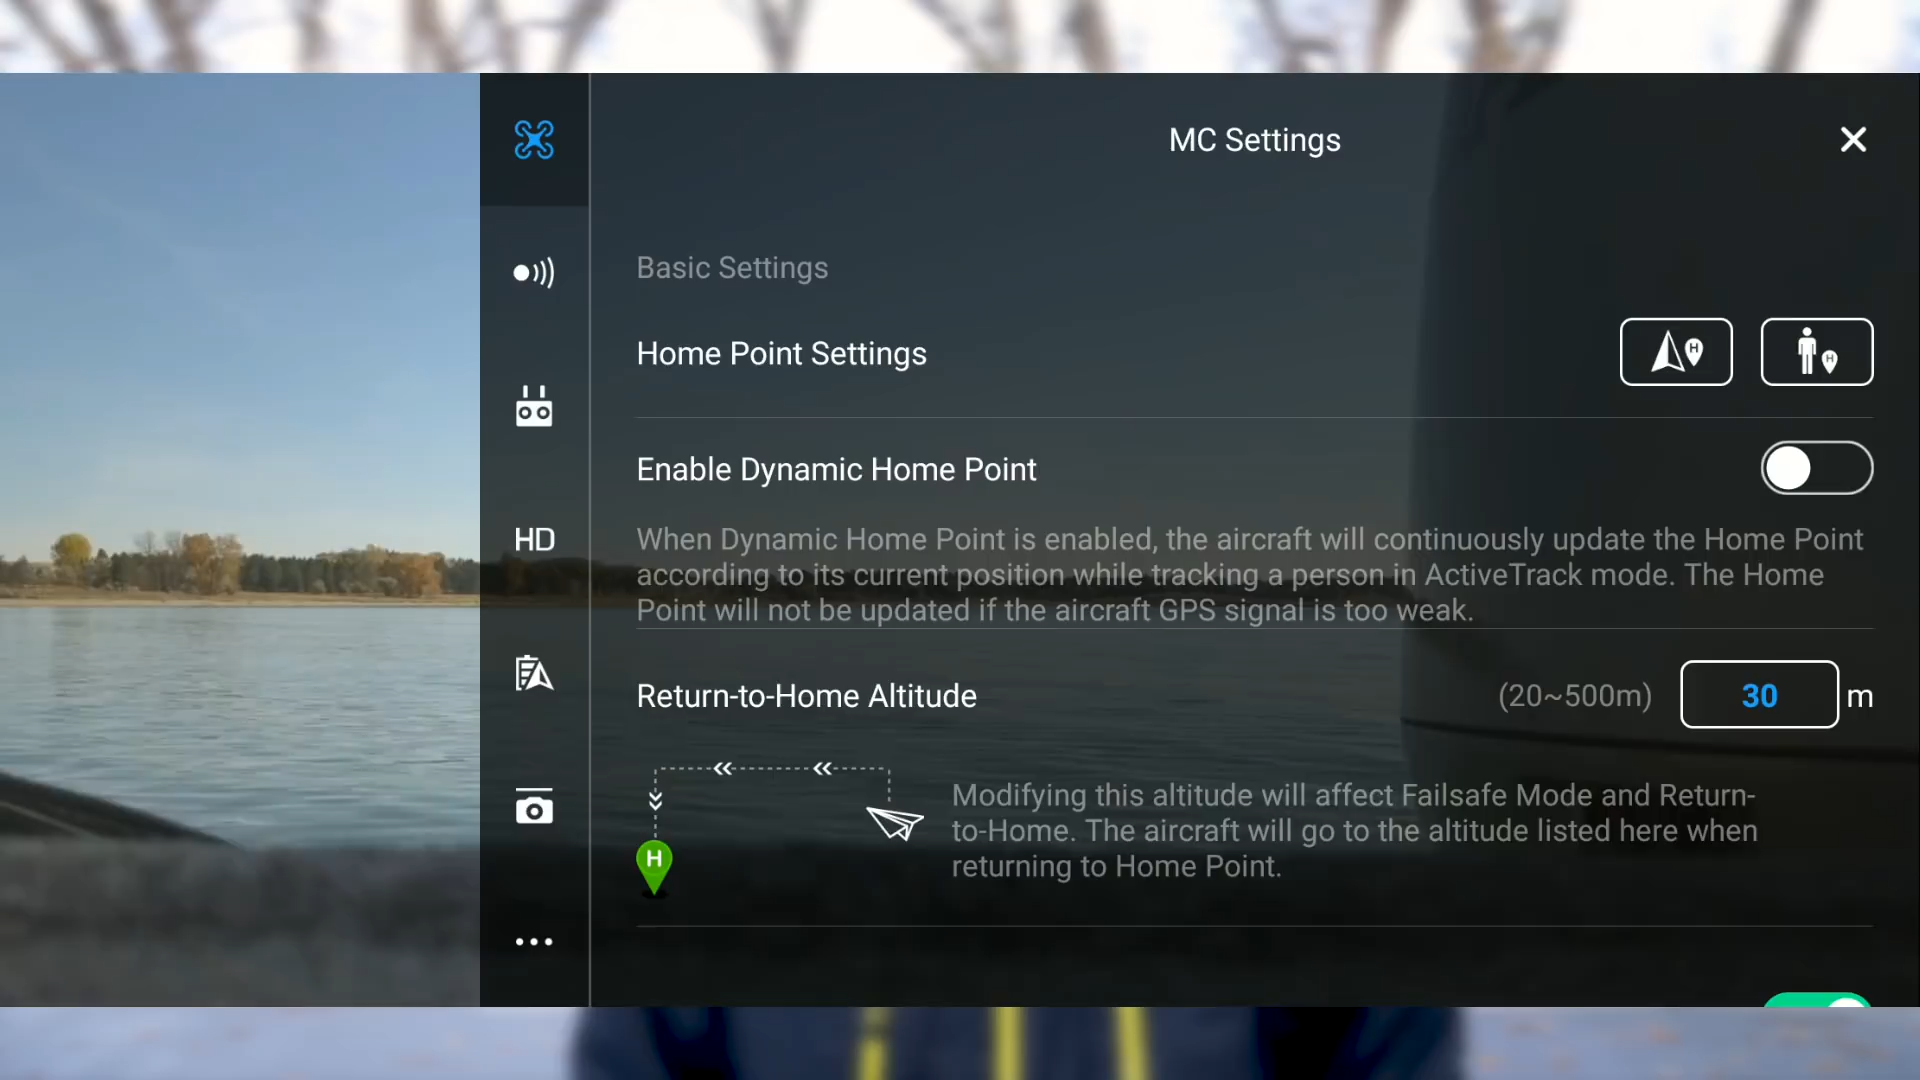 MC Settings
Basic Settings
Home Point Settings
H
H
Enable Dynamic Home Point
HD
When Dynamic Home Point is enabled, the aircraft will continuously update the Home Point
according to its current position while tracking a person in ActiveTrack mode. The Home
Point will not be updated if the aircraft GPS signal is too weak.
Return-to-Home Altitude (20~500m) 30 m
Modifying this altitude will affect Failsafe Mode and Return-
to-Home. The aircraft will go to the altitude listed here when
returning to Home Point.
H